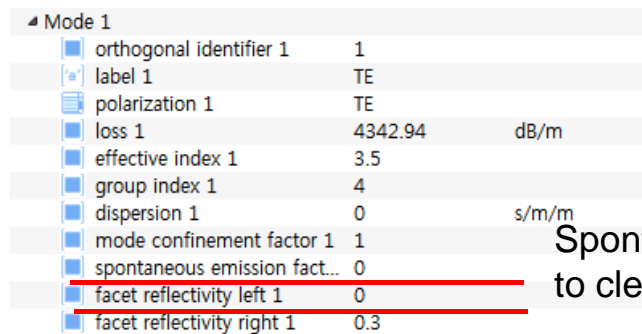 Mode 1
orthogonal identifier 1 1
label 1 TE
polarization 1 TE
loss 1 4342.94 dB/m
effective index 1 3.5
group index 1 4
dispersion 1 0 s/m/m
mode confinement factor 1 1
spontaneous emission fact... 0
facet reflectivity left 1 0
facet reflectivity right 1 0.3
to